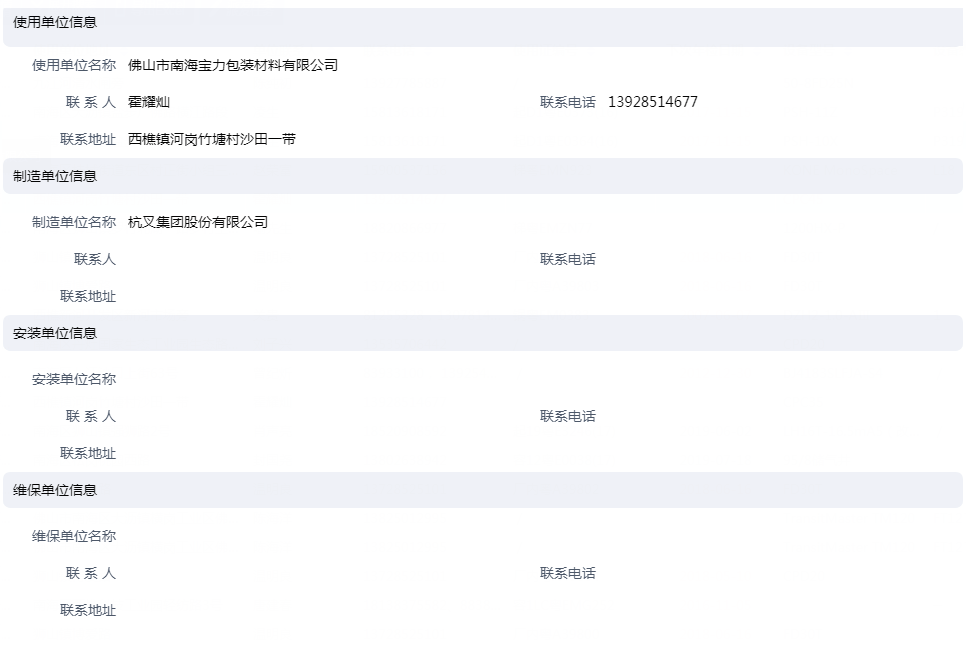 使用单位信息
使用单位名称 佛山市南海宝力包装材料有限公司
联 系 人 霍耀灿 联系电话 13928514677
联系地址 西樵镇河岗竹塘村沙田一带
制造单位信息
制造单位名称 杭叉集团股份有限公司
联系人 联系电话
联系地址
安装单位信息
安装单位名称
联 系 人 联系电话
联系地址
维保单位信息
维保单位名称
联 系 人 联系电话
联系地址